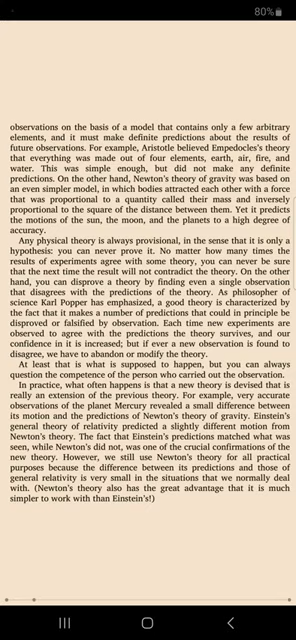 80%
observations on the basis of a model that contains only a few arbitrary
elements, and it must make definite predictions about the results of
future observations. For example, Aristotle believed Empedocles's theory
that everything was made out of four elements, earth, air, fire, and
water. This was simple enough, but did not make any definite
predictions. On the other hand, Newton's theory of gravity was based on
an even simpler model, in which bodies attracted each other with a force
that was proportional to a quantity called their mass and inversely
proportional to the square of the distance between them. Yet it predicts
the motions of the sun, the moon, and the planets to a high degree of
accuracy.
Any physical theory is always provisional, in the sense that it is only a
hypothesis: you can never prove it. No matter how many times the
results of experiments agree with some theory, you can never be sure
that the next time the result will not contradict the theory. On the other
hand, you can disprove a theory by finding even a single observation
that disagrees with the predictions of the theory. As philosopher of
science Karl Popper has emphasized, a good theory is characterized by
the fact that it makes a number of predictions that could in principle be
disproved or falsified by observation. Each time new experiments are
observed to agree with the predictions the theory survives, and our
confidence in it is increased; but if ever a new observation is found to
disagree, we have to abandon or modify the theory.
At least that is what is supposed to happen, but you can always
question the competence of the person who carried out the observation.
In practice, what often happens is that a new theory is devised that is
really an extension of the previous theory. For example, very accurate
observations of the planet Mercury revealed a small difference between
its motion and the predictions of Newton's theory of gravity. Einstein's
general theory of relativity predicted a slightly different motion from
Newton's theory. The fact that Einstein's predictions matched what was
seen, while Newton's did not, was one of the crucial confirmations of the
new theory. However, we still use Newton's theory for all practical
purposes because the difference between its predictions and those of
general relativity is very small in the situations that we normally deal
with. (Newton's theory also has the great advantage that it is much
simpler to work with than Einstein's!)